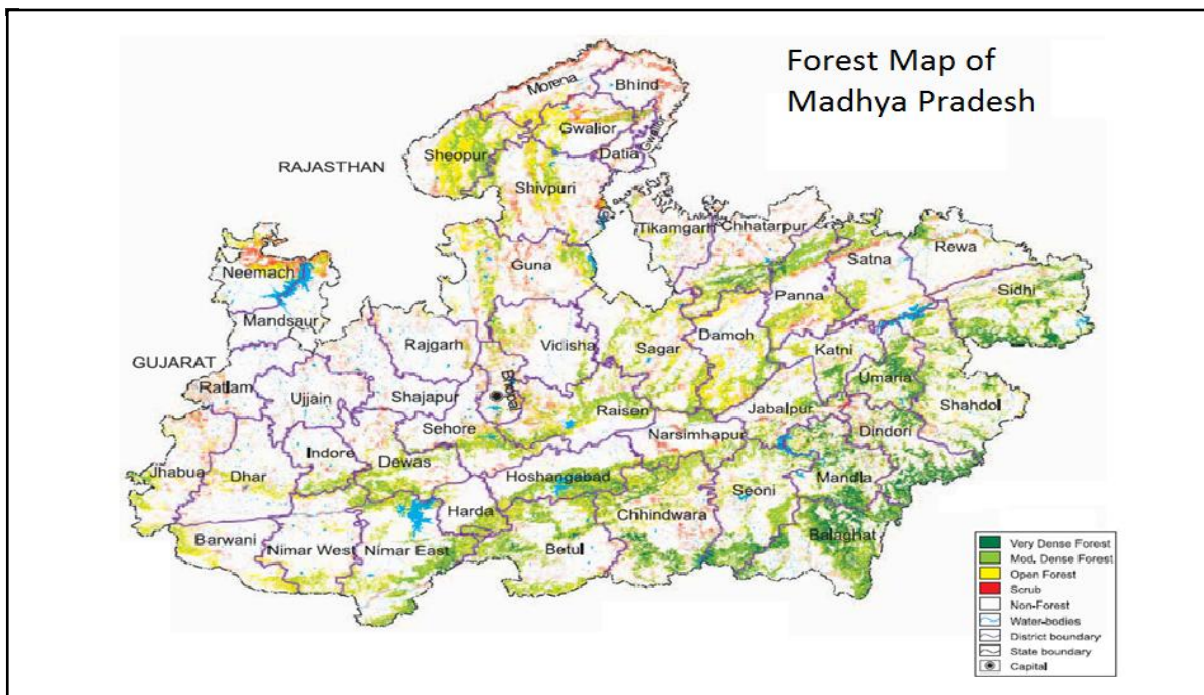 Forest Map of
Madhya Pradesh
Morena
Bhind
Gwalior
Gwalior
Datia
Sheopur
RAJASTHAN
Shivpuri
Tikamgarh
Chhatarpur
Rewa
Satna
Neemach
Guna
Sidhi
Panna
Mandsaur
Rajgarh
Vidisha
Sagar
Damoh
Katni
GUJARAT
Umaria
Ratlam
Ujjain
Shajapur
Bhopal
Shahdol
Raisen
Jabalpur
Sehore
Narsimhapur
Dindori
Indore
Dewas
Jhabua
Dhar
Hoshangabad
Mandla
Seoni
Harda
Chhindwara
Balaghat
Barwani
Nimar West
Nimar East
Betul
Very Dense Forest
Mod. Dense Forest
Open Forest
Scrub
Non-Forest
Water-bodies
District boundary
State boundary
Capital